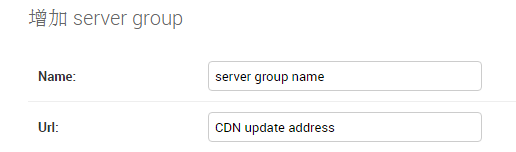 增加 server group
Name: server group name
Url: CDN update address